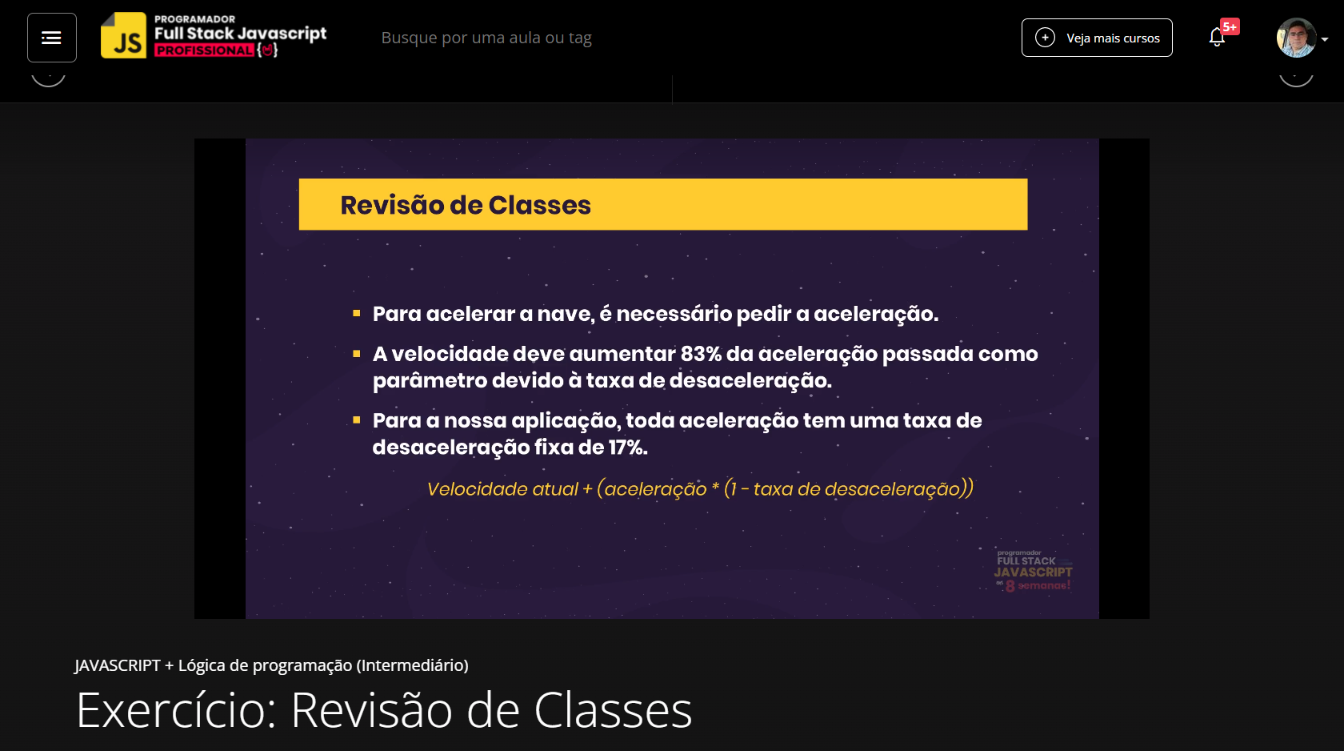 PROGRAMADOR
Full Stack Javascript
PROFISSIONAL {
}
JS
Busque por uma aula ou tag
Veja mais cursos
5+
Revisão de Classes
Para acelerar a nave, é necessário pedir a aceleração.
A velocidade deve aumentar 83% da aceleração passada como
parâmetro devido à taxa de desaceleração.
Para a nossa aplicação, toda aceleração tem uma taxa de
desaceleração fixa de 17%.
Velocidade atual + (aceleração * (1 - taxa de desaceleração))
programador
FULL STACK
JAVASCRIPT
8 semanas!
JAVASCRIPT + Lógica de programação (Intermediário)
Exercício: Revisão de Classes